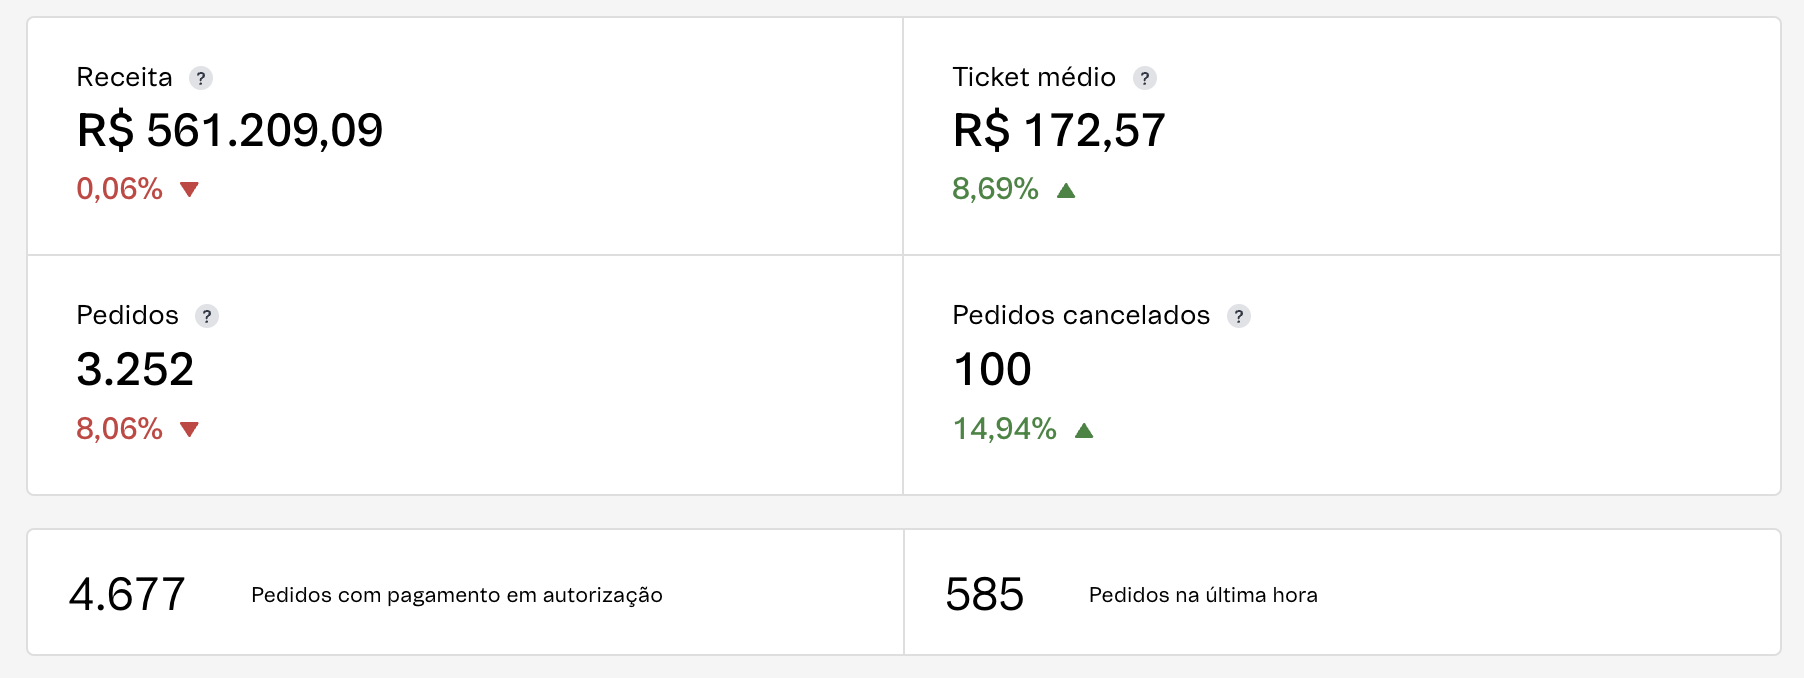 Receita ?
R$ 561.209,09
0,06% ▼
Ticket médio ?
R$ 172,57
8,69% ▲
Pedidos ?
3.252
8,06% ▼
Pedidos cancelados ?
100
14,94% ▲
4.677 Pedidos com pagamento em autorização
585 Pedidos na última hora